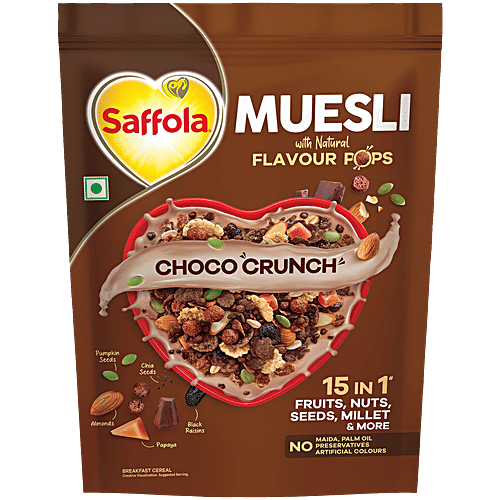 Saffola
MUESLI
with Natural
FLAVOUR POPS
CHOCO CRUNCH
Pumpkin
Seeds
Chia
Seeds
Almonds
Papaya
Black
Raisins
15 IN 1#
FRUITS, NUTS,
SEEDS, MILLET
& MORE
NO
MAIDA, PALM OIL
PRESERVATIVES
ARTIFICIAL COLOURS
BREAKFAST CEREAL
Creative Visualization. Suggested Serving.